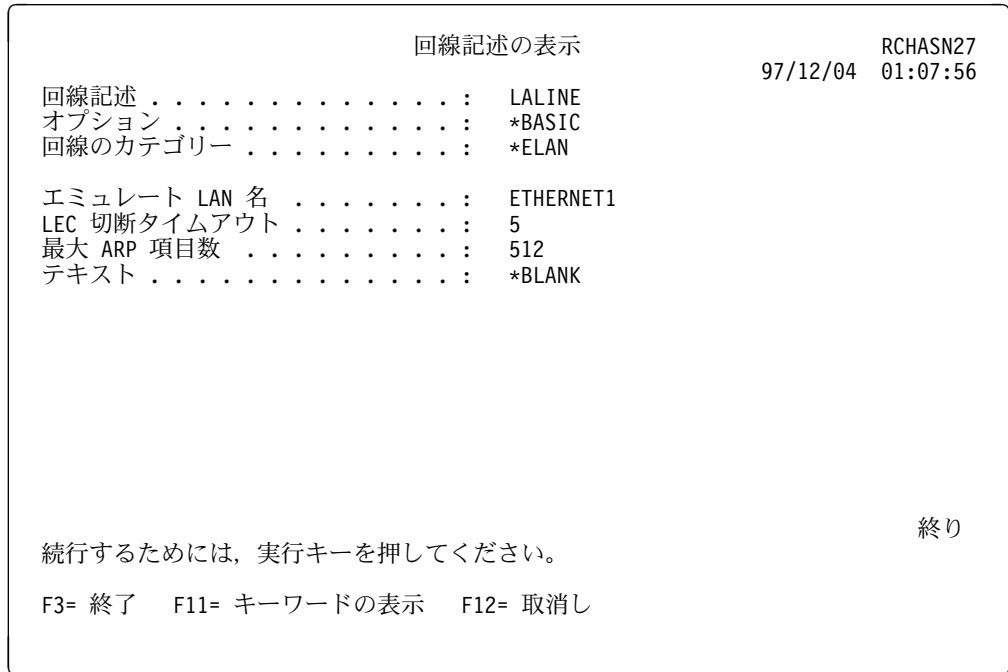 回線記述の表示 RCHASN27
97/12/04 01:07:56
回線記述 . . . . . . . . . . . . . : LALINE
オプション . . . . . . . . . . . . : *BASIC
回線のカテゴリー . . . . . . . . . : *ELAN
エミュレート LAN 名 . . . . . . . : ETHERNET1
LEC 切断タイムアウト . . . . . . . : 5
最大 ARP 項目数 . . . . . . . . . : 512
テキスト . . . . . . . . . . . . . : *BLANK
終り
続行するためには, 実行キーを押してください。
F3= 終了 F11= キーワードの表示 F12= 取消し